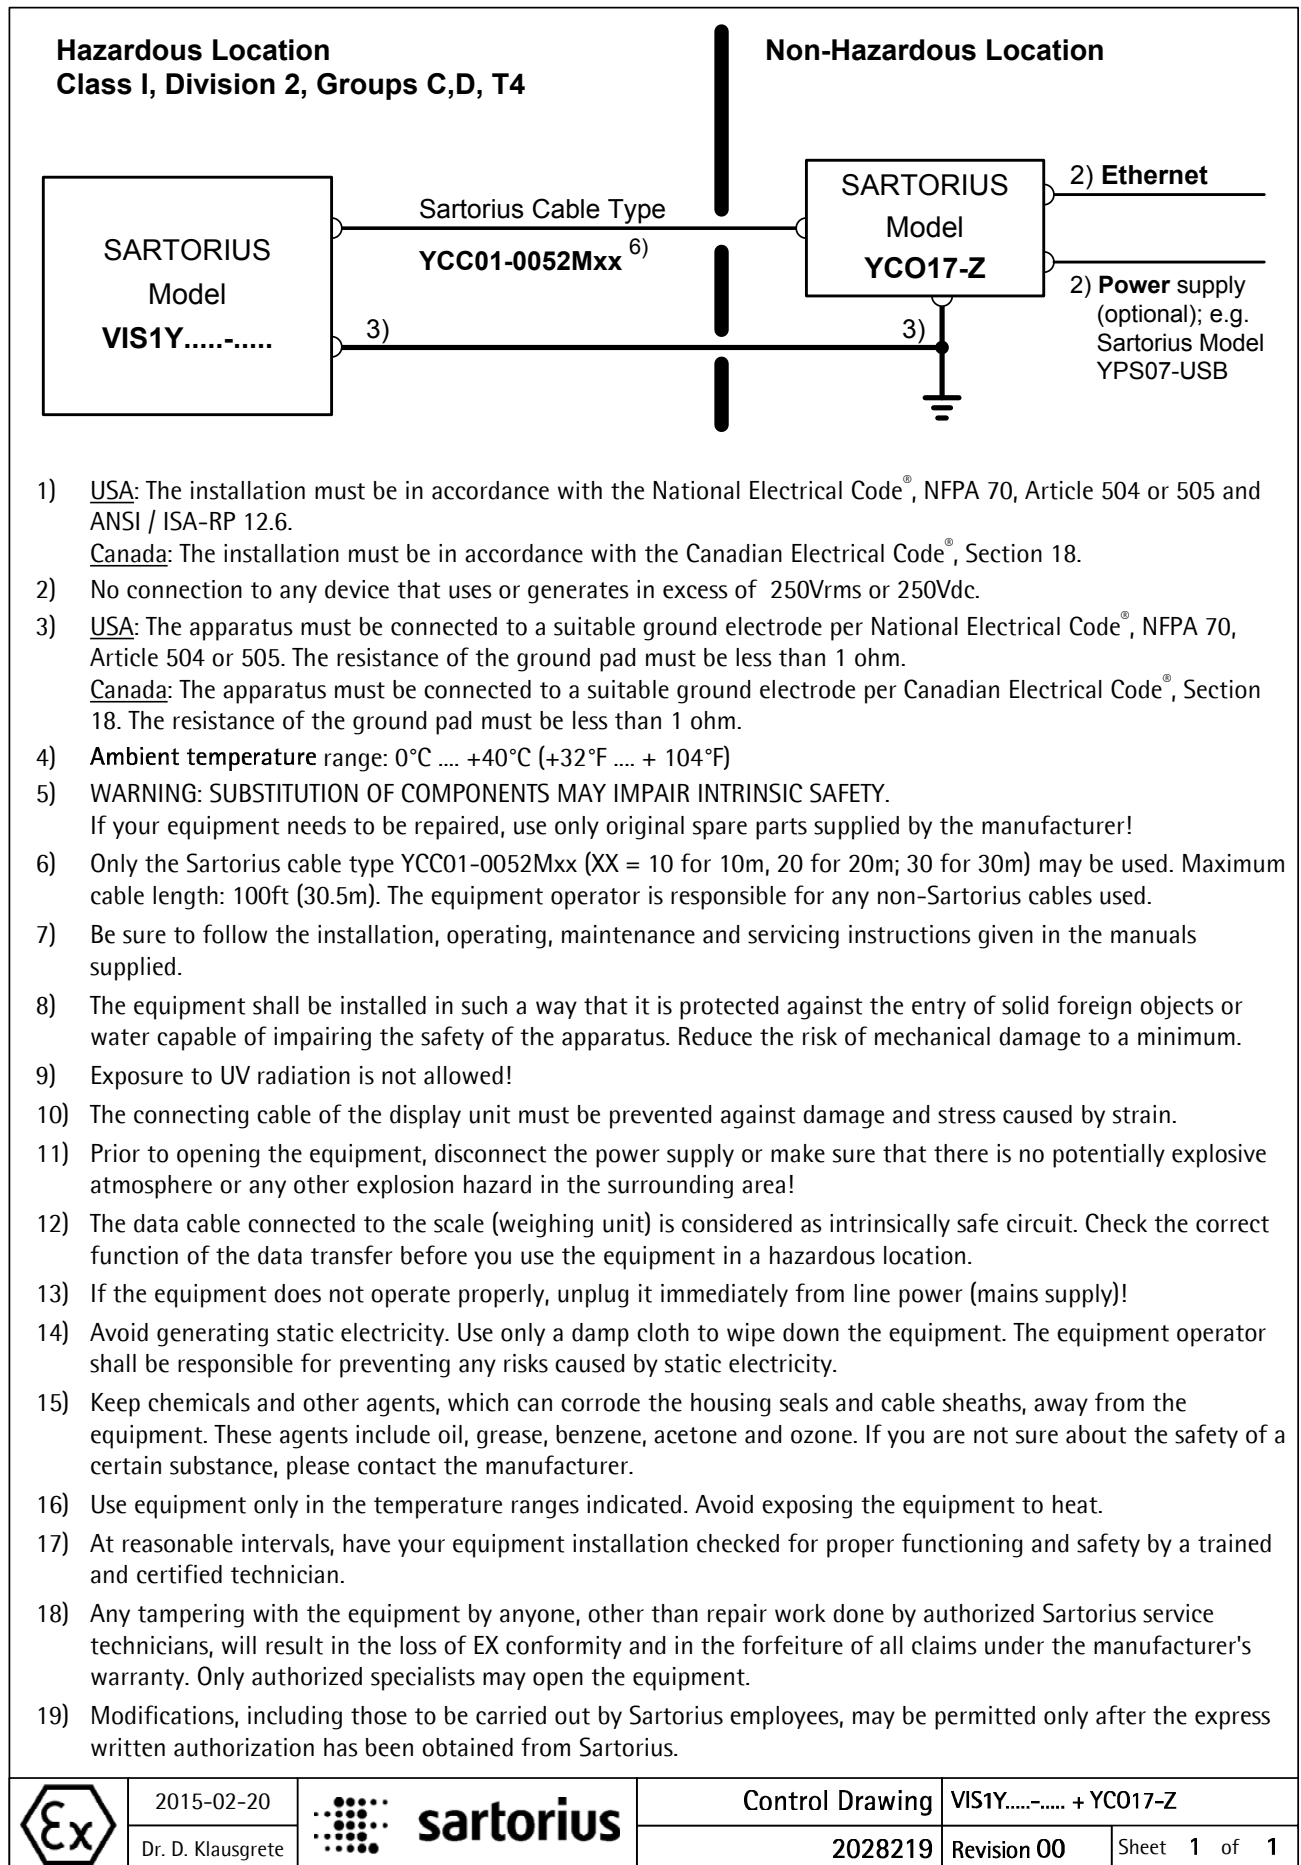 Hazardous Location
Class I, Division 2, Groups C,D, T4
Non-Hazardous Location
SARTORIUS
Model
VIS1Y.....-.....
Sartorius Cable Type
YCC01-0052Mxx 6)
3)
3)
SARTORIUS
Model
YCO17-Z
2) Ethernet
2) Power supply
(optional); e.g.
Sartorius Model
YPS07-USB
1) USA: The installation must be in accordance with the National Electrical Code®, NFPA 70, Article 504 or 505 and
ANSI / ISA-RP 12.6.
Canada: The installation must be in accordance with the Canadian Electrical Code®, Section 18.
2) No connection to any device that uses or generates in excess of 250Vrms or 250Vdc.
3) USA: The apparatus must be connected to a suitable ground electrode per National Electrical Code®, NFPA 70,
Article 504 or 505. The resistance of the ground pad must be less than 1 ohm.
Canada: The apparatus must be connected to a suitable ground electrode per Canadian Electrical Code®, Section
18. The resistance of the ground pad must be less than 1 ohm.
4) Ambient temperature range: 0°C .... +40°C (+32°F .... + 104°F)
5) WARNING: SUBSTITUTION OF COMPONENTS MAY IMPAIR INTRINSIC SAFETY.
If your equipment needs to be repaired, use only original spare parts supplied by the manufacturer!
6) Only the Sartorius cable type YCC01-0052Mxx (XX = 10 for 10m, 20 for 20m; 30 for 30m) may be used. Maximum
cable length: 100ft (30.5m). The equipment operator is responsible for any non-Sartorius cables used.
7) Be sure to follow the installation, operating, maintenance and servicing instructions given in the manuals
supplied.
8) The equipment shall be installed in such a way that it is protected against the entry of solid foreign objects or
water capable of impairing the safety of the apparatus. Reduce the risk of mechanical damage to a minimum.
9) Exposure to UV radiation is not allowed!
10) The connecting cable of the display unit must be prevented against damage and stress caused by strain.
11) Prior to opening the equipment, disconnect the power supply or make sure that there is no potentially explosive
atmosphere or any other explosion hazard in the surrounding area!
12) The data cable connected to the scale (weighing unit) is considered as intrinsically safe circuit. Check the correct
function of the data transfer before you use the equipment in a hazardous location.
13) If the equipment does not operate properly, unplug it immediately from line power (mains supply)!
14) Avoid generating static electricity. Use only a damp cloth to wipe down the equipment. The equipment operator
shall be responsible for preventing any risks caused by static electricity.
15) Keep chemicals and other agents, which can corrode the housing seals and cable sheaths, away from the
equipment. These agents include oil, grease, benzene, acetone and ozone. If you are not sure about the safety of a
certain substance, please contact the manufacturer.
16) Use equipment only in the temperature ranges indicated. Avoid exposing the equipment to heat.
17) At reasonable intervals, have your equipment installation checked for proper functioning and safety by a trained
and certified technician.
18) Any tampering with the equipment by anyone, other than repair work done by authorized Sartorius service
technicians, will result in the loss of EX conformity and in the forfeiture of all claims under the manufacturer's
warranty. Only authorized specialists may open the equipment.
19) Modifications, including those to be carried out by Sartorius employees, may be permitted only after the express
written authorization has been obtained from Sartorius.
Ex
2015-02-20
Dr. D. Klausgrete
sartorius
Control Drawing
2028219
VIS1Y.....-..... + YCO17-Z
Revision 00
Sheet 1 of 1